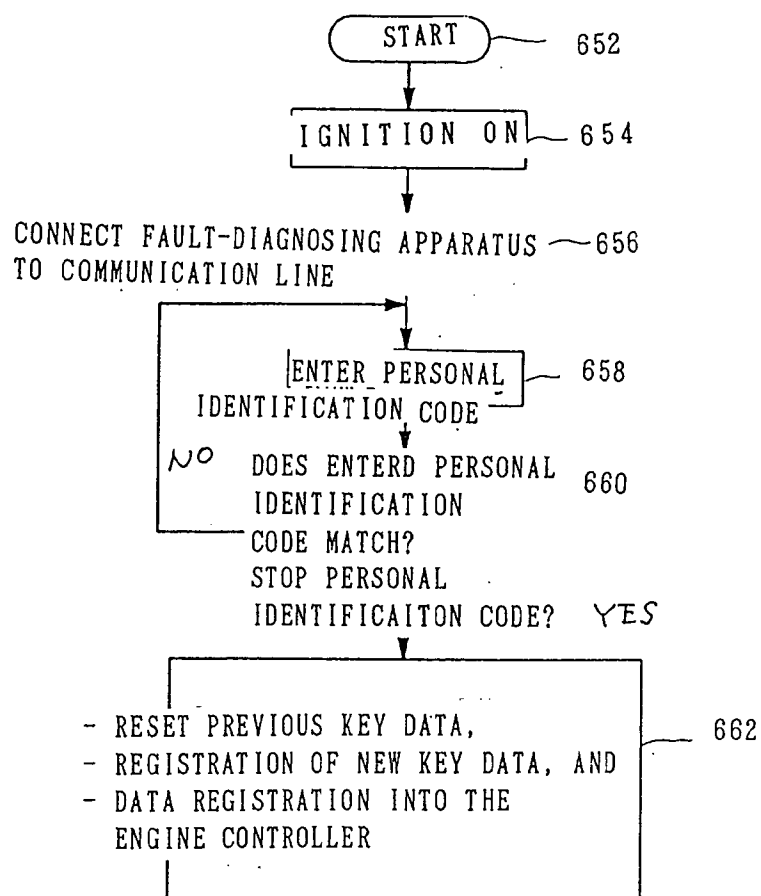 START 652
IGNITION ON 654
CONNECT FAULT-DIAGNOSING APPARATUS 656
TO COMMUNICATION LINE
ENTER PERSONAL 658
IDENTIFICATION CODE
NO DOES ENTERD PERSONAL 660
IDENTIFICATION
CODE MATCH?
STOP PERSONAL
IDENTIFICAITON CODE? YES
- RESET PREVIOUS KEY DATA, 662
- REGISTRATION OF NEW KEY DATA, AND
- DATA REGISTRATION INTO THE
ENGINE CONTROLLER